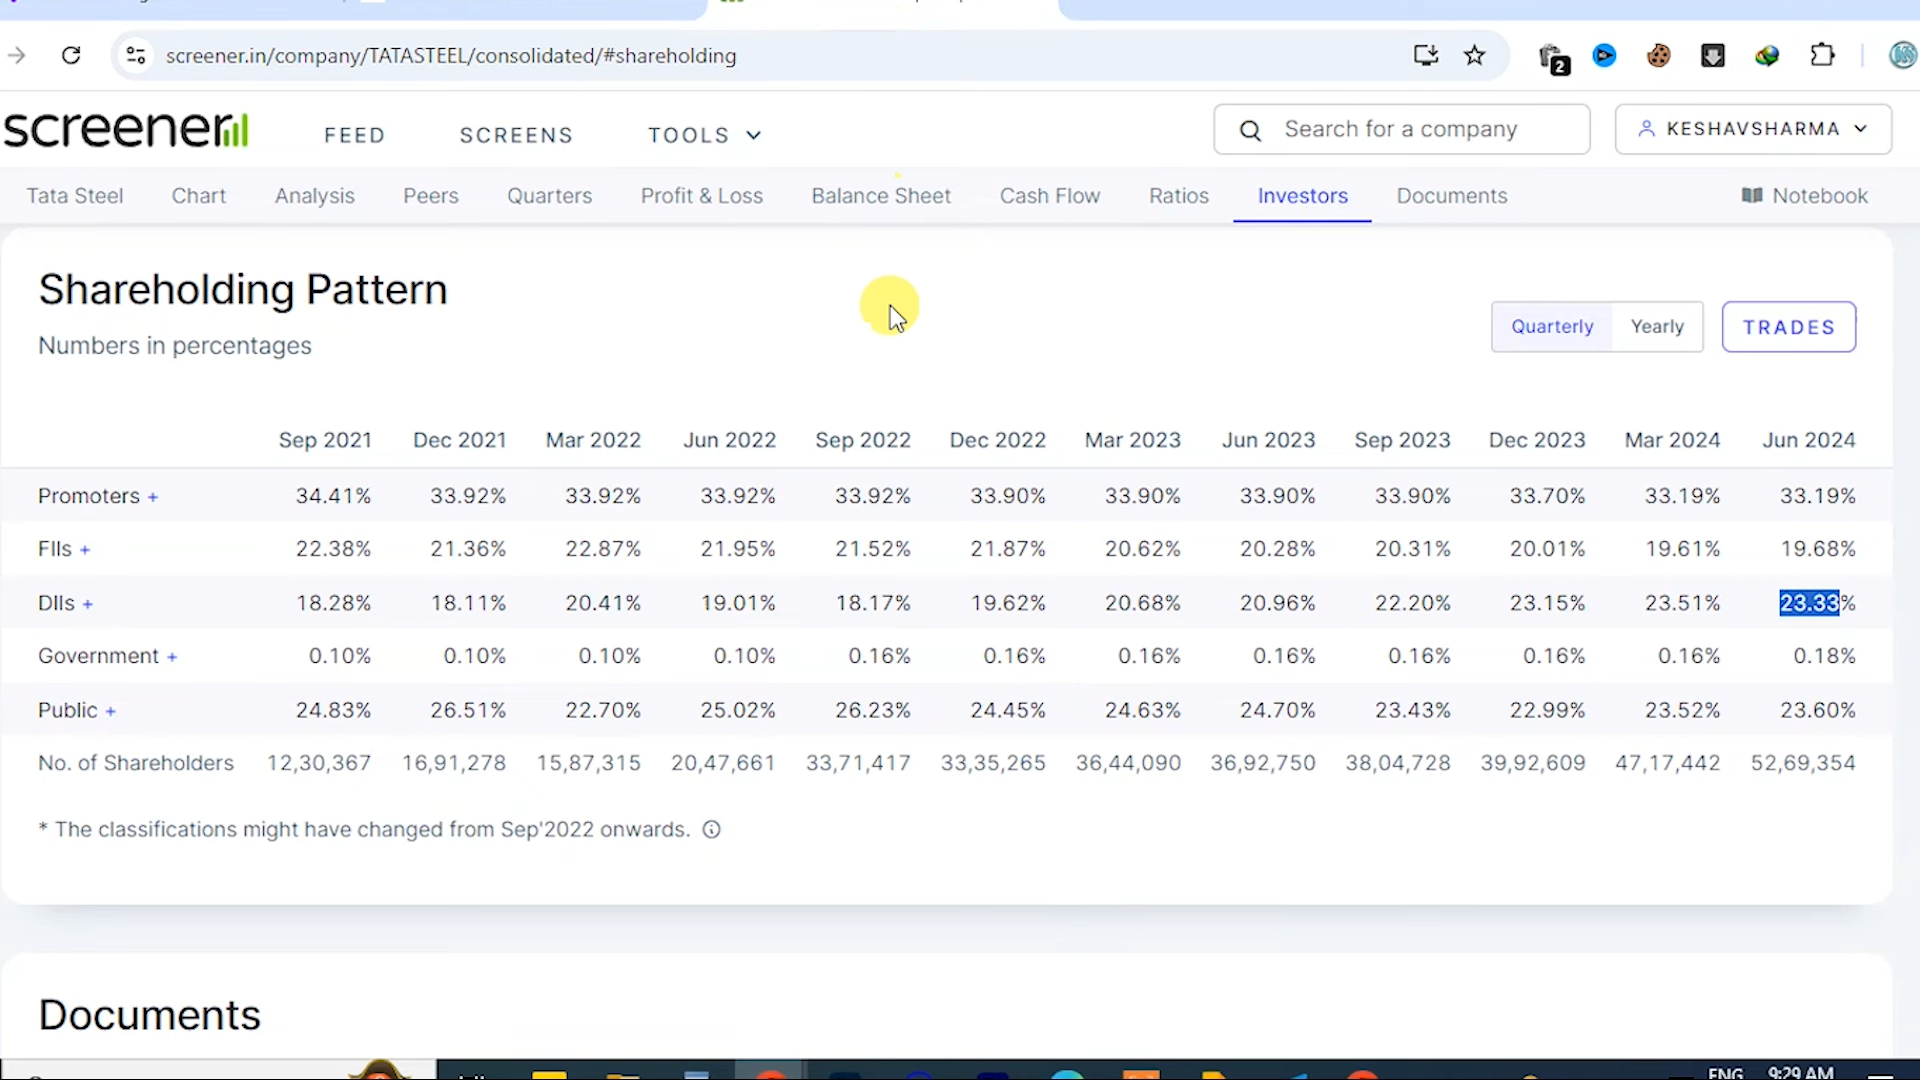 screener.in/company/TATASTEEL/consolidated/#shareholding
2
screener FEED SCREENS TOOLS Search for a company KESHAVSHARMA
Tata Steel Chart Analysis Peers Quarters Profit & Loss Balance Sheet Cash Flow Ratios Investors Documents Notebook
Shareholding Pattern
Numbers in percentages
Quarterly Yearly TRADES
Sep 2021 Dec 2021 Mar 2022 Jun 2022 Sep 2022 Dec 2022 Mar 2023 Jun 2023 Sep 2023 Dec 2023 Mar 2024 Jun 2024
Promoters + 34.41% 33.92% 33.92% 33.92% 33.92% 33.90% 33.90% 33.90% 33.90% 33.70% 33.19% 33.19%
FIIs + 22.38% 21.36% 22.87% 21.95% 21.52% 21.87% 20.62% 20.28% 20.31% 20.01% 19.61% 19.68%
DIIs + 18.28% 18.11% 20.41% 19.01% 18.17% 19.62% 20.68% 20.96% 22.20% 23.15% 23.51% 23.33%
Government + 0.10% 0.10% 0.10% 0.10% 0.16% 0.16% 0.16% 0.16% 0.16% 0.16% 0.16% 0.18%
Public + 24.83% 26.51% 22.70% 25.02% 26.23% 24.45% 24.63% 24.70% 23.43% 22.99% 23.52% 23.60%
No. of Shareholders 12,30,367 16,91,278 15,87,315 20,47,661 33,71,417 33,35,265 36,44,090 36,92,750 38,04,728 39,92,609 47,17,442 52,69,354
* The classifications might have changed from Sep'2022 onwards.
Documents
ENG 9:29 AM